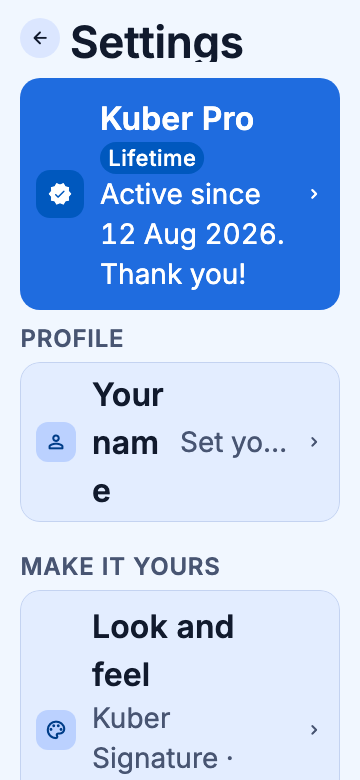 Settings
Kuber Pro
Lifetime
Active since
12 Aug 2026.
Thank you!
PROFILE
Your
nam
e
Set yo...
MAKE IT YOURS
Look and
feel
Kuber
Signature ·